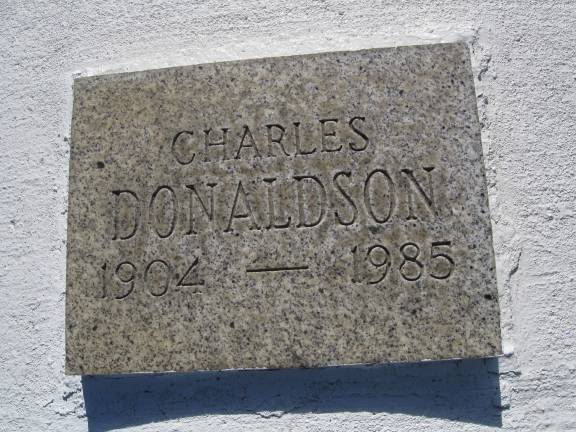 CHARLES
DONALDSON
1904 — 1985